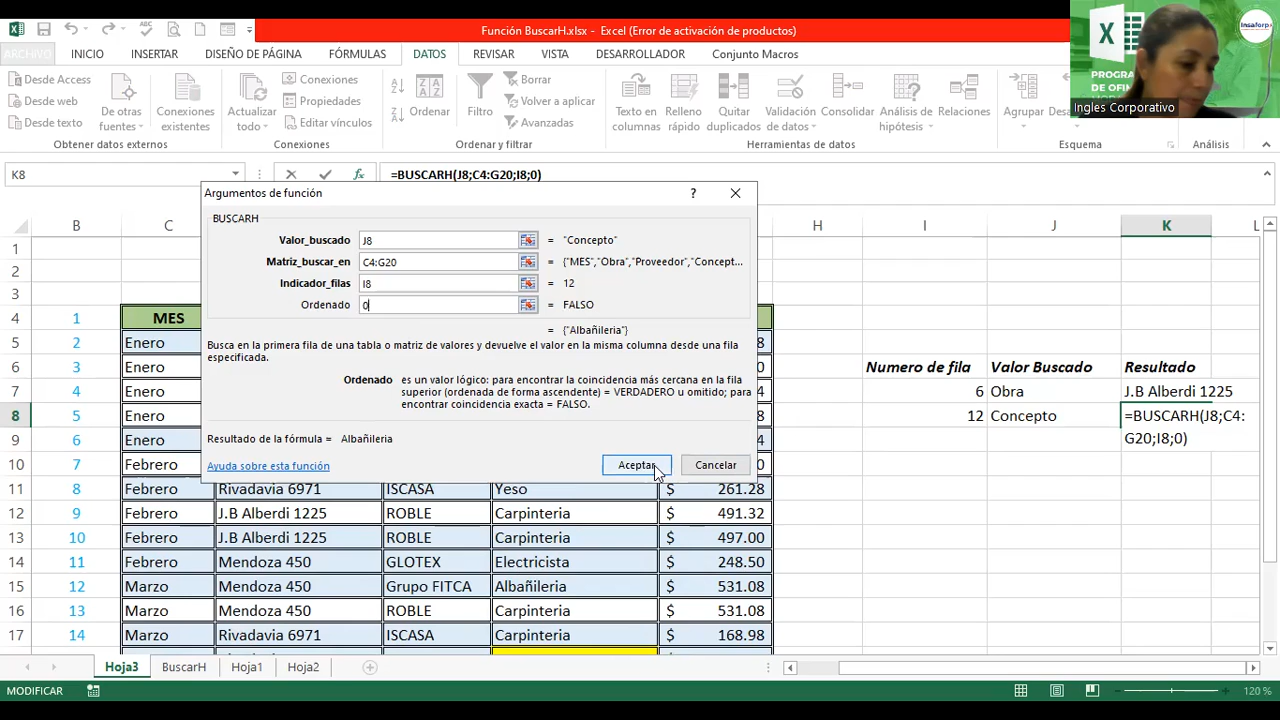 Función BuscarH.xlsx - Excel (Error de activación de productos)
Insaforp
PROGRA
DE OFIN
Ingles Corporativo
ARCHIVO INICIO INSERTAR DISEÑO DE PÁGINA FÓRMULAS DATOS REVISAR VISTA DESARROLLADOR Conjunto Macros
Desde Access
Desde web
Desde texto
De otras fuentes
Conexiones existentes
Obtener datos externos
Actualizar todo
Conexiones
Propiedades
Editar vínculos
Conexiones
Ordenar
Filtro
Borrar
Volver a aplicar
Avanzadas
Ordenar y filtrar
Texto en columnas
Relleno rápido
Quitar duplicados
Validación de datos
Análisis de hipótesis
Relaciones
Herramientas de datos
Agrupar
Esquema
Análisis
K8 fx =BUSCARH(J8;C4:G20;I8;0)
Argumentos de función ?
BUSCARH
Valor_buscado J8 = "Concepto"
Matriz_buscar_en C4:G20 = {"MES","Obra","Proveedor","Concept...
Indicador_filas I8 = 12
Ordenado 0 = FALSO
= {"Albañileria"}
Busca en la primera fila de una tabla o matriz de valores y devuelve el valor en la misma columna desde una fila
especificada.
Ordenado es un valor lógico: para encontrar la coincidencia más cercana en la fila
superior (ordenada de forma ascendente) = VERDADERO u omitido; para
encontrar coincidencia exacta = FALSO.
Resultado de la fórmula = Albañileria
Ayuda sobre esta función Aceptar Cancelar
B C H I J K L
1
2
3
4 1 MES
5 2 Enero 8
6 3 Enero 0 Numero de fila Valor Buscado Resultado
7 4 Enero 4 6 Obra J.B Alberdi 1225
8 5 Enero 8 12 Concepto =BUSCARH(J8;C4:
9 6 Enero 4 G20;I8;0)
10 7 Febrero 0
11 8 Febrero Rivadavia 6971 ISCASA Yeso $ 261.28
12 9 Febrero J.B Alberdi 1225 ROBLE Carpinteria $ 491.32
13 10 Febrero J.B Alberdi 1225 ROBLE Carpinteria $ 497.00
14 11 Febrero Mendoza 450 GLOTEX Electricista $ 248.50
15 12 Marzo Mendoza 450 Grupo FITCA Albañileria $ 531.08
16 13 Marzo Mendoza 450 ROBLE Carpinteria $ 531.08
17 14 Marzo Rivadavia 6971 ISCASA Carpinteria $ 168.98
Hoja3 BuscarH Hoja1 Hoja2
MODIFICAR 120 %